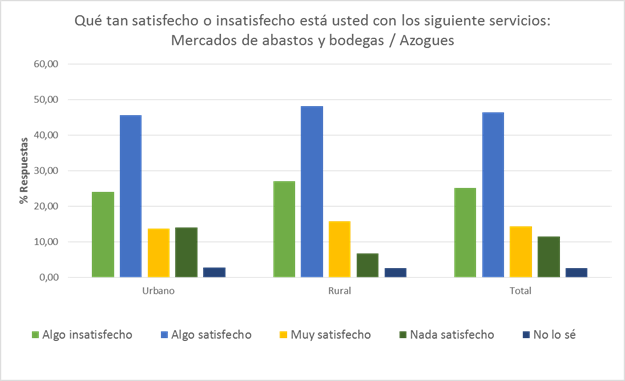 Qué tan satisfecho o insatisfecho está usted con los siguiente servicios:
Mercados de abastos y bodegas / Azogues
60,00
50,00
40,00
30,00
20,00
10,00
0,00
% Respuestas
Urbano Rural Total
Algo insatisfecho Algo satisfecho Muy satisfecho Nada satisfecho No lo sé